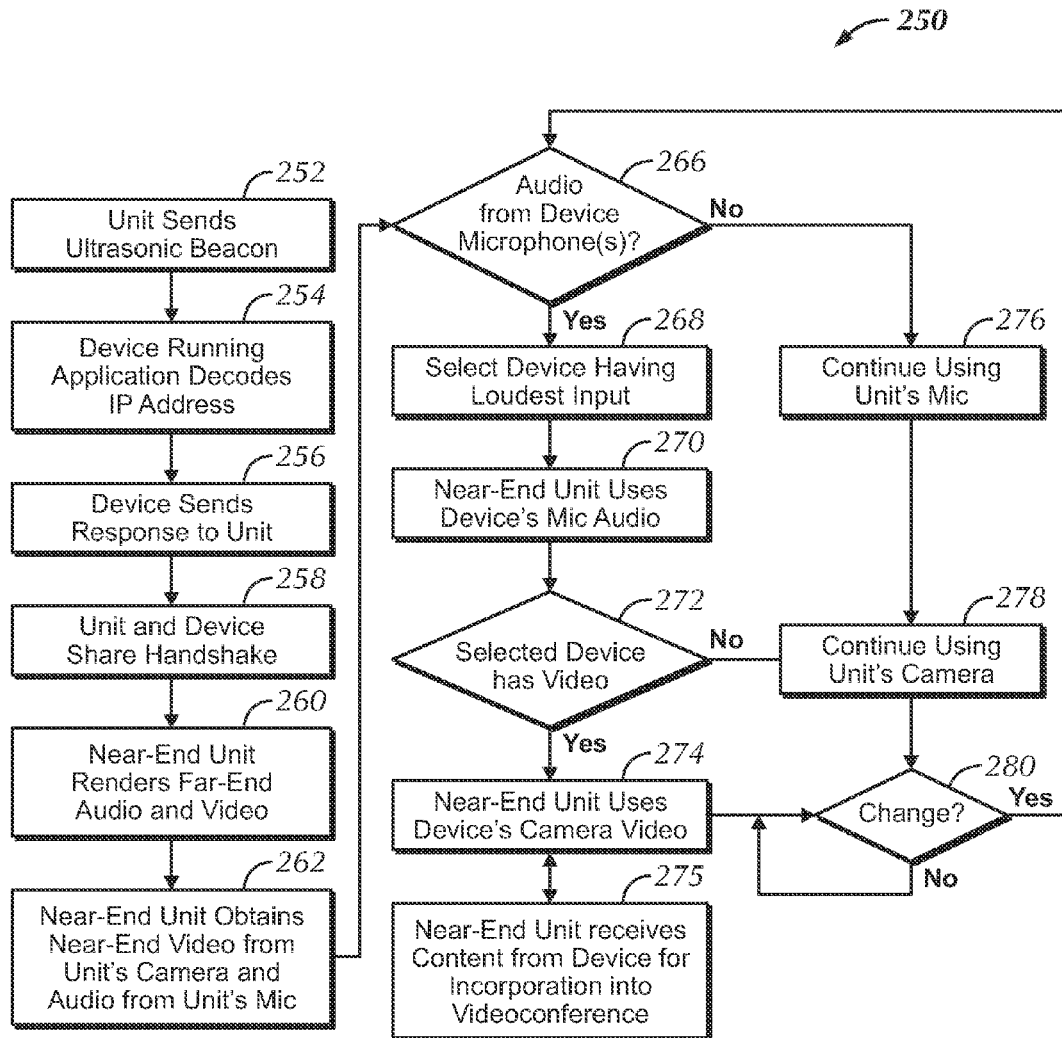 250
252
Unit Sends
Ultrasonic Beacon
254
Device Running
Application Decodes
IP Address
256
Device Sends
Response to Unit
258
Unit and Device
Share Handshake
260
Near-End Unit
Renders Far-End
Audio and Video
262
Near-End Unit Obtains
Near-End Video from
Unit's Camera and
Audio from Unit's Mic
266
Audio
from Device
Microphone(s)?
No
Yes
268
Select Device Having
Loudest Input
270
Near-End Unit Uses
Device's Mic Audio
272
Selected Device
has Video
No
Yes
274
Near-End Unit Uses
Device's Camera Video
275
Near-End Unit receives
Content from Device for
Incorporation into
Videoconference
276
Continue Using
Unit's Mic
278
Continue Using
Unit's Camera
280
Change?
Yes
No